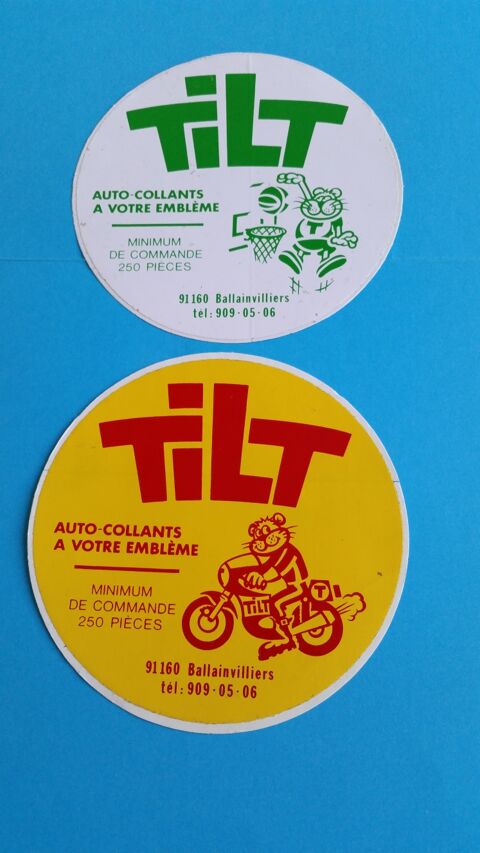 TiLT
AUTO-COLLANTS
A VOTRE EMBLÈME
MINIMUM
DE COMMANDE
250 PIÈCES
T
91160 Ballainvilliers
tél: 909·05·06
TiLT
AUTO-COLLANTS
A VOTRE EMBLÈME
MINIMUM
DE COMMANDE
250 PIÈCES
TiLT
T
91160 Ballainvilliers
tél: 909·05·06